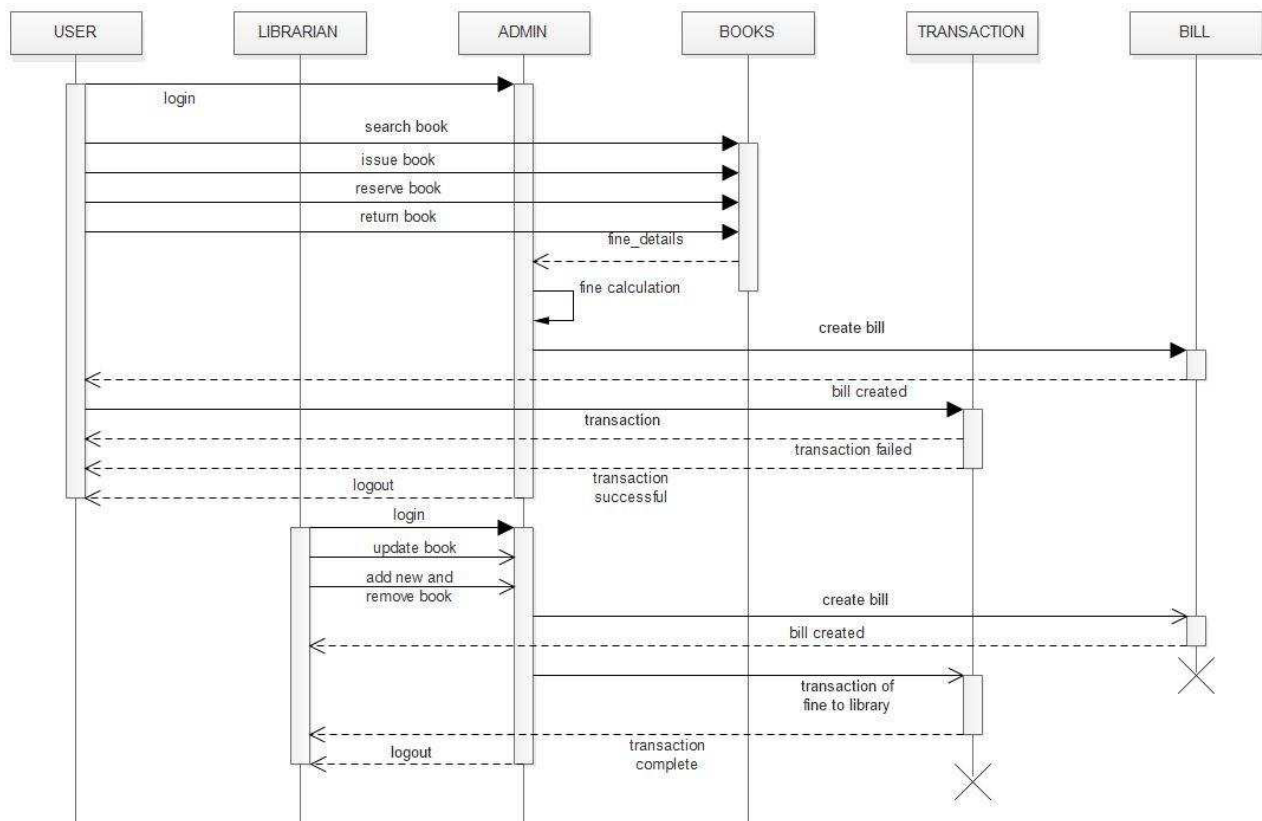 USER LIBRARIAN ADMIN BOOKS TRANSACTION BILL
login
search book
issue book
reserve book
return book
fine_details
fine calculation
create bill
bill created
transaction
transaction failed
transaction
successful
logout
login
update book
add new and
remove book
create bill
bill created
transaction of
fine to library
transaction
complete
logout